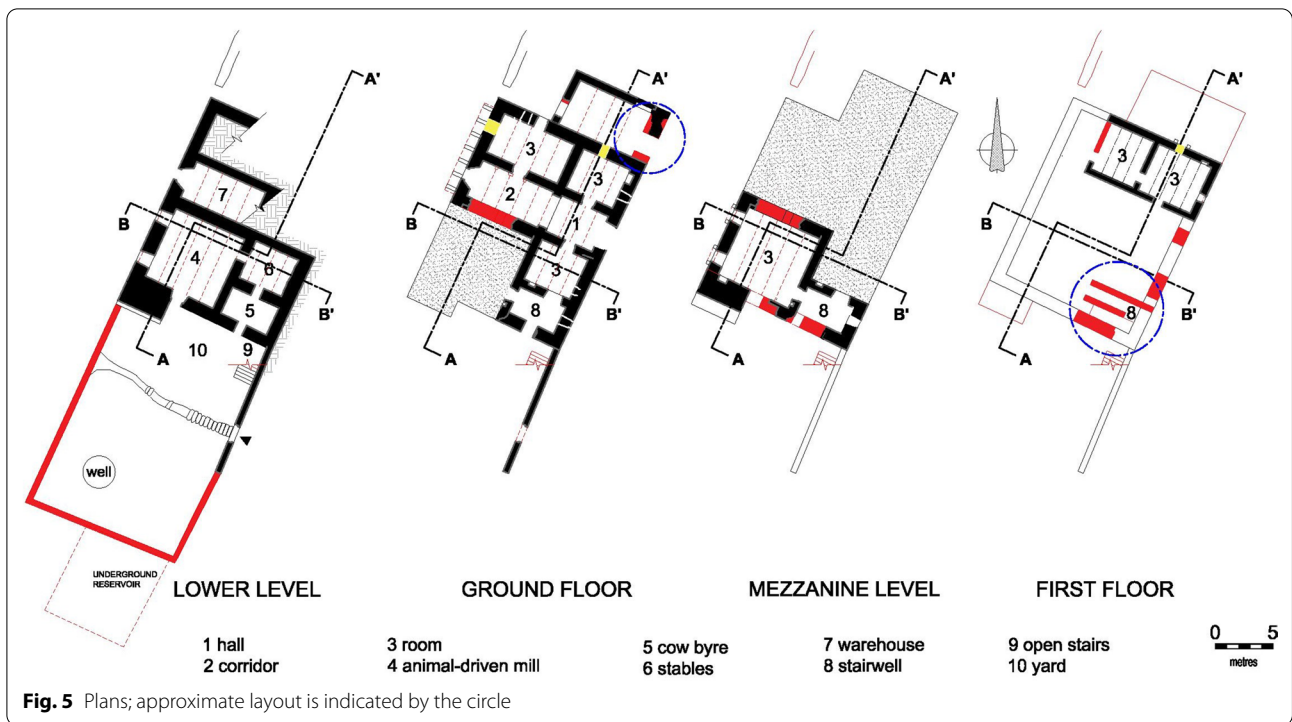 A'
A'
A'
A'
B
7
4
6
5
B'
A
10
9
well
UNDERGROUND
RESERVOIR
3
3
2
1
3
8
B
B'
A
3
8
B
B'
A
3
3
8
B
B'
A
LOWER LEVEL
GROUND FLOOR
MEZZANINE LEVEL
FIRST FLOOR
1 hall
2 corridor
3 room
4 animal-driven mill
5 cow byre
6 stables
7 warehouse
8 stairwell
9 open stairs
10 yard
0 5
metres
Fig. 5 Plans; approximate layout is indicated by the circle